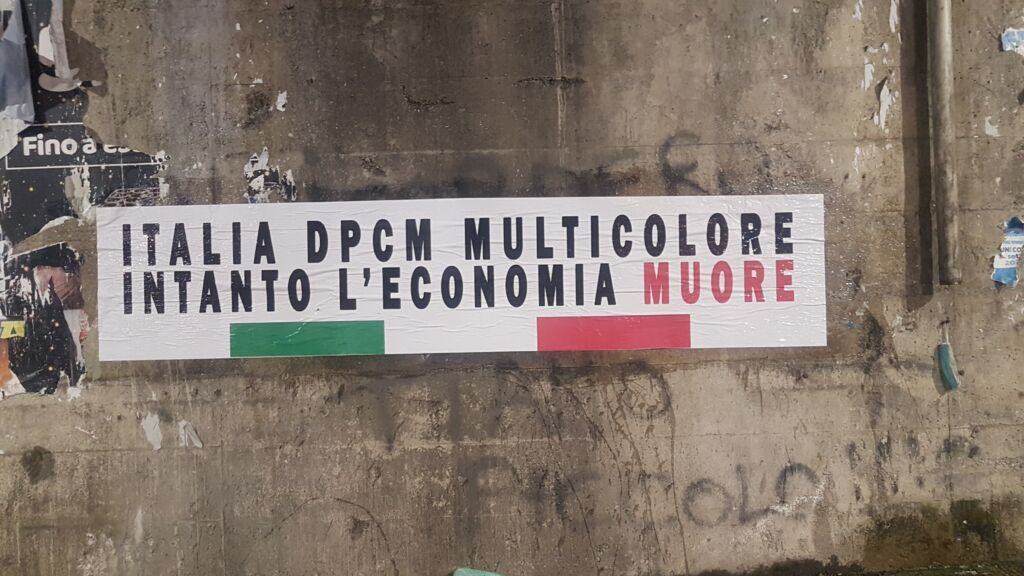 Fino a
ITALIA DPCM MULTICOLORE
INTANTO L'ECONOMIA MUORE